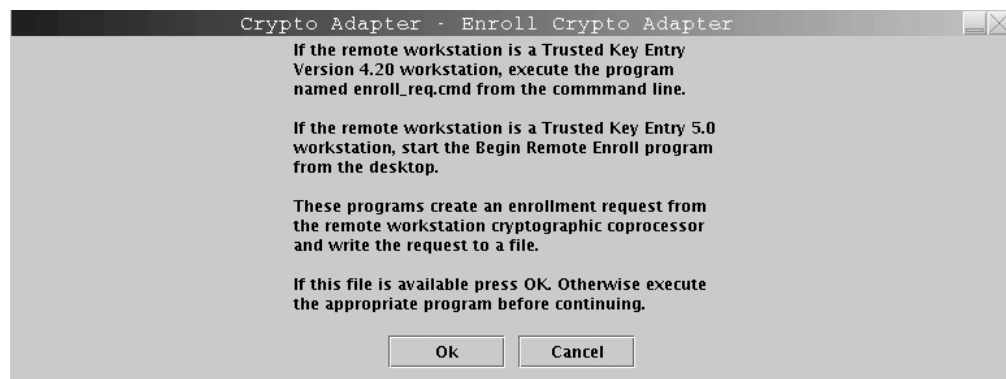 Crypto Adapter - Enroll Crypto Adapter
If the remote workstation is a Trusted Key Entry
Version 4.20 workstation, execute the program
named enroll_req.cmd from the commmand line.
If the remote workstation is a Trusted Key Entry 5.0
workstation, start the Begin Remote Enroll program
from the desktop.
These programs create an enrollment request from
the remote workstation cryptographic coprocessor
and write the request to a file.
If this file is available press OK. Otherwise execute
the appropriate program before continuing.
Ok Cancel